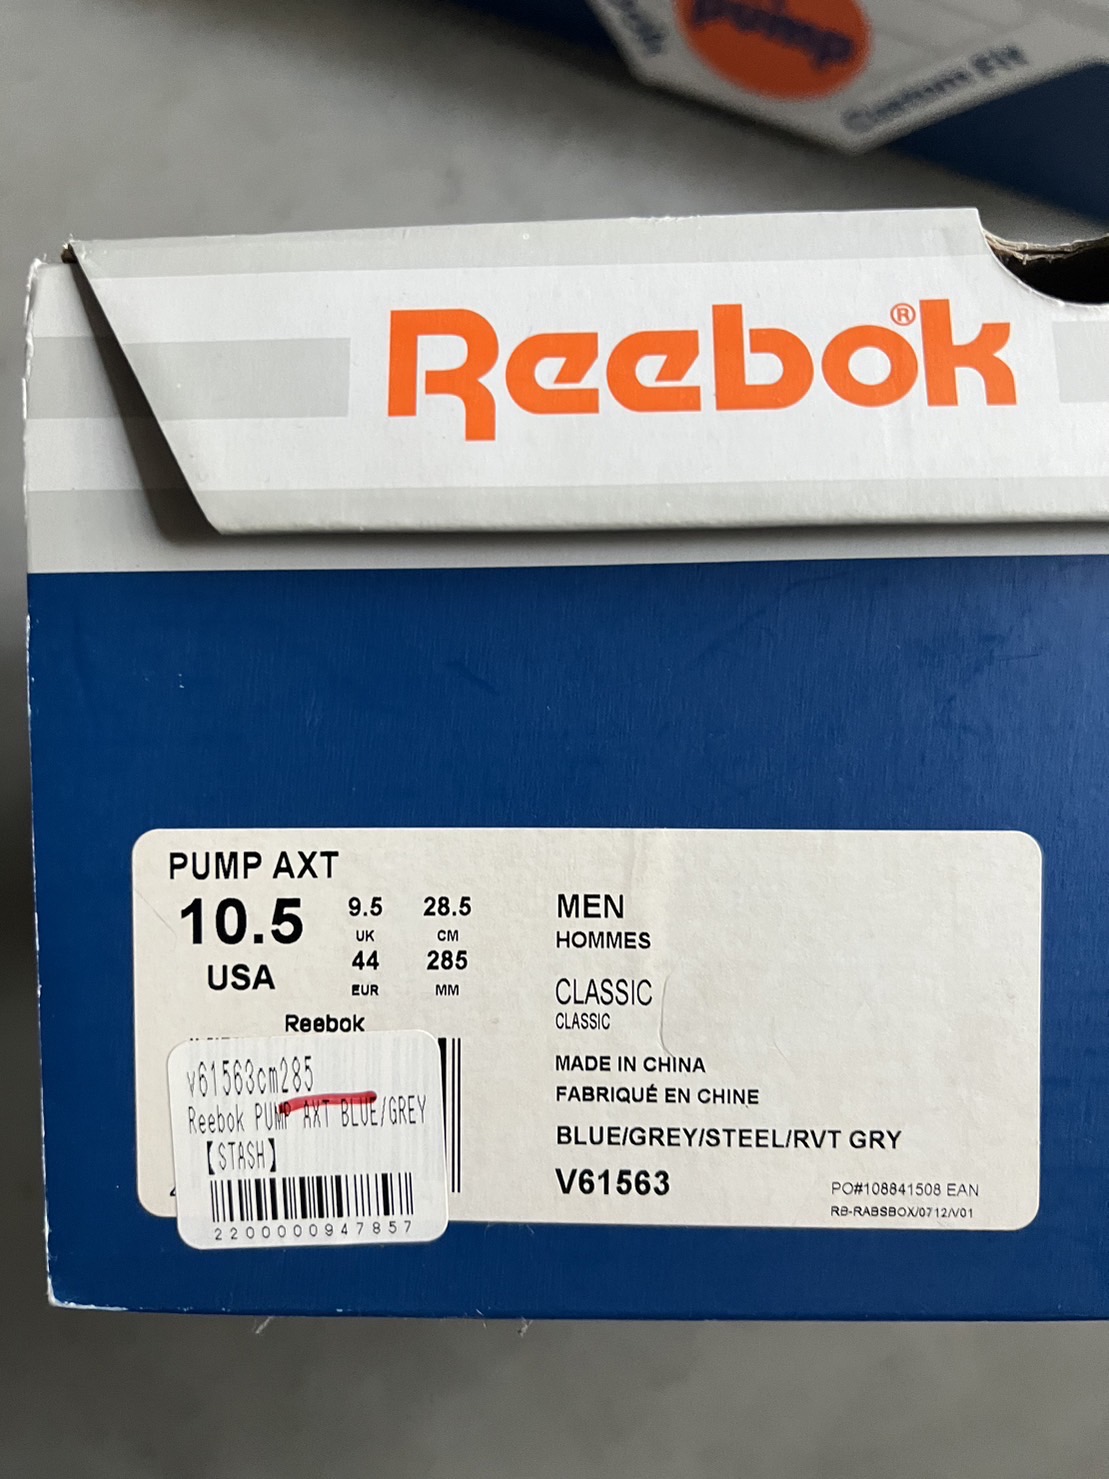 Custom Fit
Reebok®
PUMP AXT
10.5
USA
9.5
UK
28.5
CM
44
EUR
285
MM
Reebok
MEN
HOMMES
CLASSIC
CLASSIC
MADE IN CHINA
FABRIQUÉ EN CHINE
BLUE/GREY/STEEL/RVT GRY
V61563
PO#108841508 EAN
RB-RABSBOX/0712/V01
v61563cm285
Reebok PUMP AXT BLUE/GREY
【STASH】
2200000947857